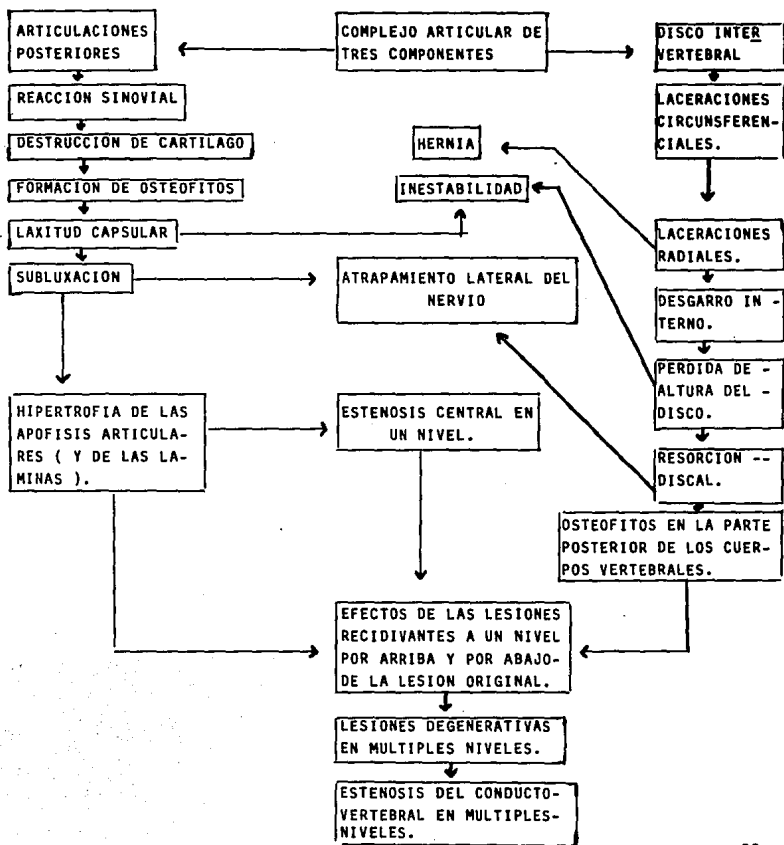 ARTICULACIONES
POSTERIORES
COMPLEJO ARTICULAR DE
TRES COMPONENTES
DISCO INTER
VERTEBRAL
REACCION SINOVIAL
DESTRUCCION DE CARTILAGO
FORMACION DE OSTEOFITOS
LAXITUD CAPSULAR
SUBLUXACION
HERNIA
INESTABILIDAD
ATRAPAMIENTO LATERAL DEL
NERVIO
LACERACIONES
CIRCUNSFEREN-
CIALES.
LACERACIONES
RADIALES.
DESGARRO IN -
TERNO.
PERDIDA DE -
ALTURA DEL -
DISCO.
RESORCION --
DISCAL.
OSTEOFITOS EN LA PARTE
POSTERIOR DE LOS CUER-
POS VERTEBRALES.
HIPERTROFIA DE LAS
APOFISIS ARTICULA-
RES ( Y DE LAS LA-
MINAS ).
ESTENOSIS CENTRAL EN
UN NIVEL.
EFECTOS DE LAS LESIONES
RECIDIVANTES A UN NIVEL
POR ARRIBA Y POR ABAJO-
DE LA LESION ORIGINAL.
LESIONES DEGENERATIVAS
EN MULTIPLES NIVELES.
ESTENOSIS DEL CONDUCTO-
VERTEBRAL EN MULTIPLES-
NIVELES.